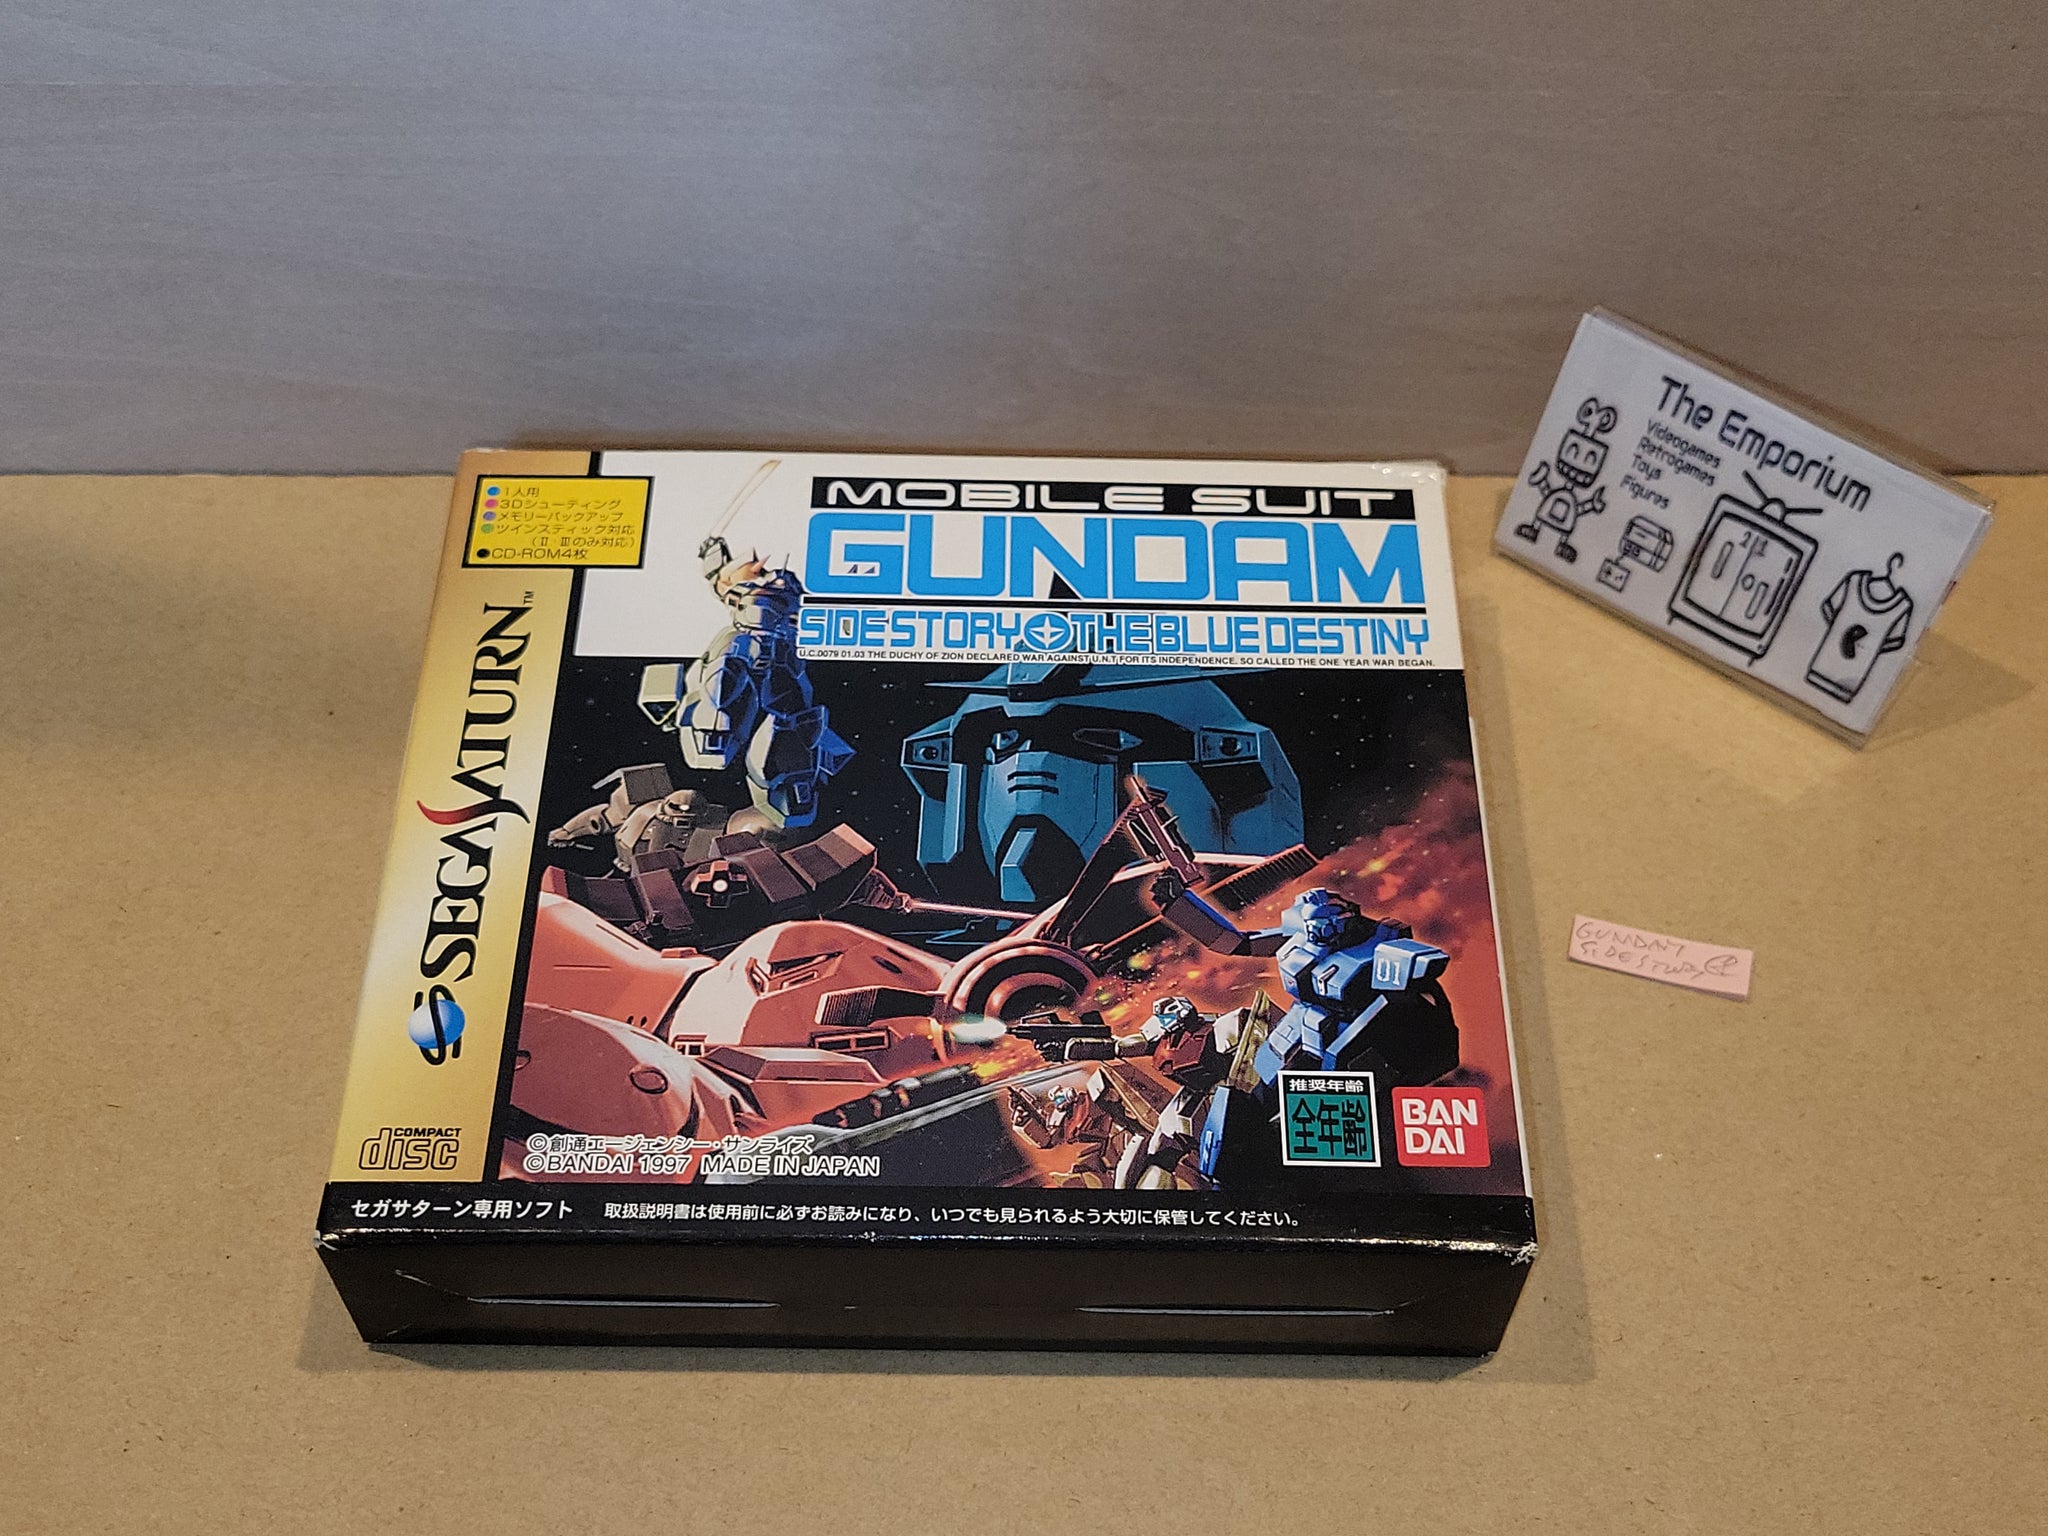 1人用
3Dシューティング
メモリーバックアップ
ツインスティック対応
(II・IIIのみ対応)
CD-ROM4枚
SEGA SATURN™
COMPACT
disc
MOBILE SUIT
GUNDAM
SIDE STORY THE BLUE DESTINY
U.C.0079 01.03 THE DUCHY OF ZION DECLARED WAR AGAINST U.N.T FOR ITS INDEPENDENCE. SO CALLED THE ONE YEAR WAR BEGAN.
01
推奨年齢
全年齢
BAN
DAI
©創通エージェンシー・サンライズ
©BANDAI 1997 MADE IN JAPAN
セガサターン専用ソフト 取扱説明書は使用前に必ずお読みになり、いつでも見られるよう大切に保管してください。
The Emporium
Videogames
Retrogames
Toys
Figures
GUNDAM
SIDESTORY